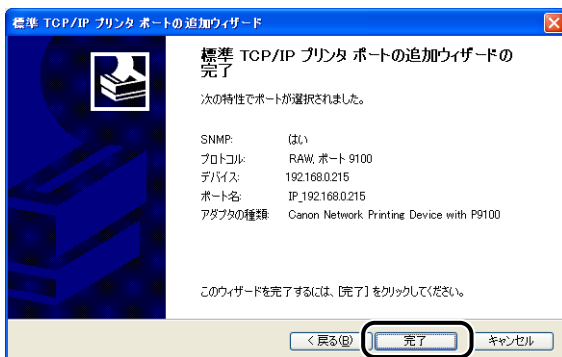 標準 TCP/IP プリンタ ポートの追加ウィザード
標準 TCP/IP プリンタ ポートの追加ウィザードの
完了
次の特性でポートが選択されました。
SNMP: はい
プロトコル: RAW, ポート 9100
デバイス: 192.168.0.215
ポート名: IP_192.168.0.215
アダプタの種類: Canon Network Printing Device with P9100
このウィザードを完了するには、[完了] をクリックしてください。
< 戻る(B) 完了 キャンセル